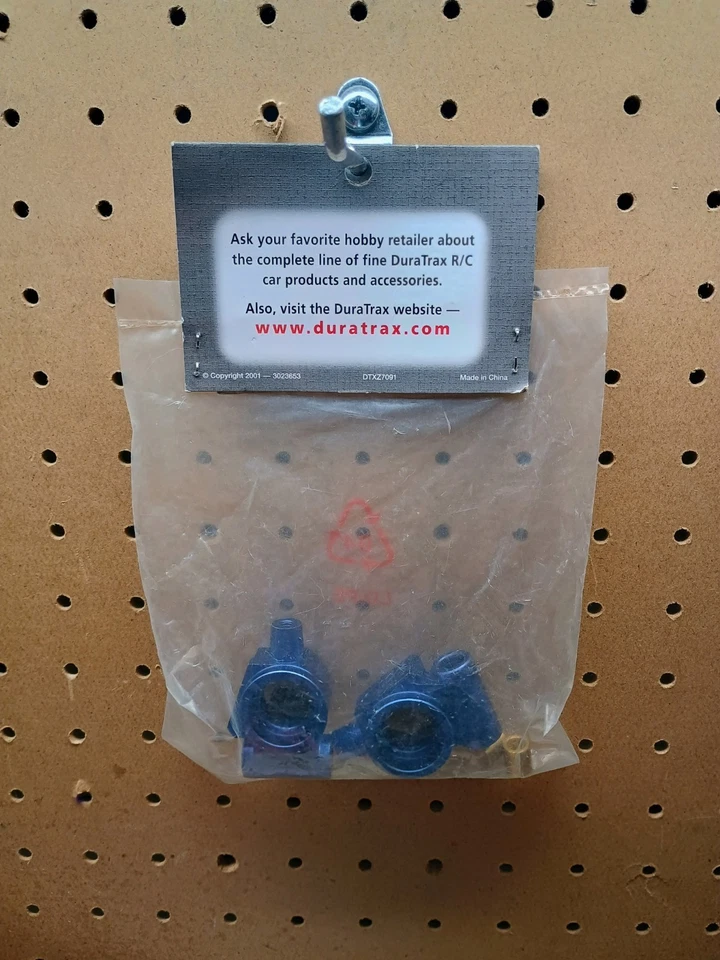 Ask your favorite hobby retailer about
the complete line of fine DuraTrax R/C
car products and accessories.
Also, visit the DuraTrax website —
www.duratrax.com
© Copyright 2001 — 3023653 DTXZ7091 Made in China